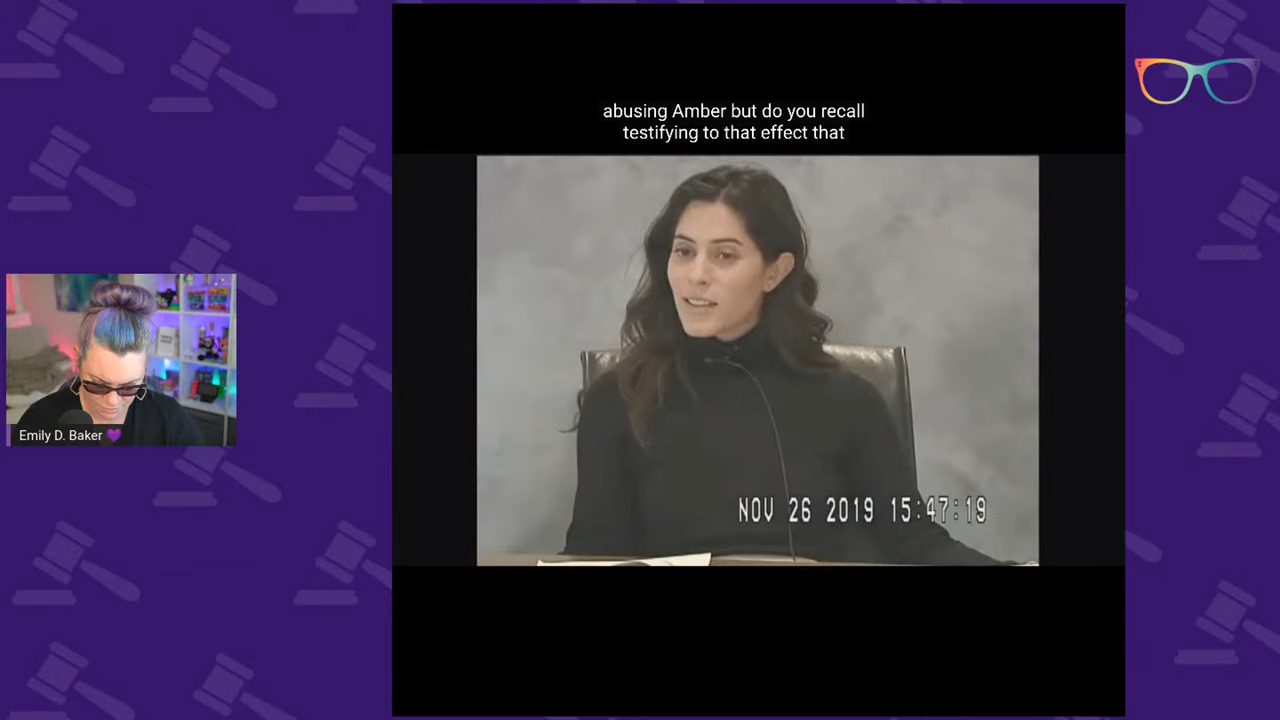 abusing Amber but do you recall
testifying to that effect that
NOV 26 2019 15:47:19
Emily D. Baker 💜